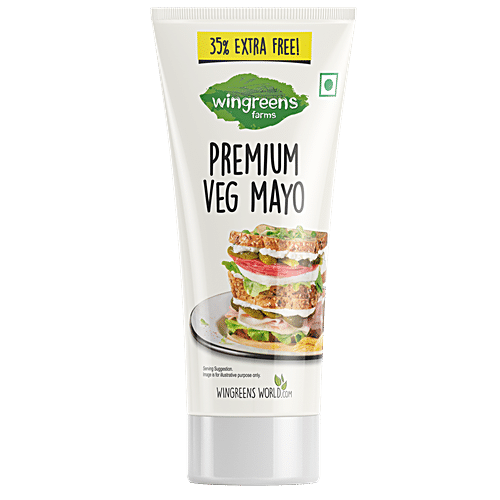 35% EXTRA FREE!
wingreens
farms
PREMIUM
VEG MAYO
Serving Suggestion.
Image is for illustrative purpose only.
WINGREENS WORLD.COM